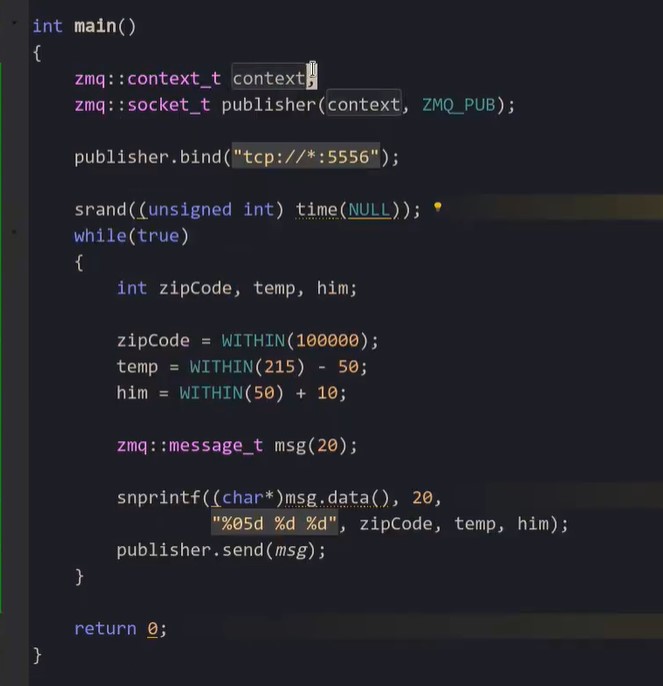 int main()
{
    zmq::context_t context;
    zmq::socket_t publisher(context, ZMQ_PUB);

    publisher.bind("tcp://*:5556");

    srand((unsigned int) time(NULL));
    while(true)
    {
        int zipCode, temp, him;

        zipCode = WITHIN(100000);
        temp = WITHIN(215) - 50;
        him = WITHIN(50) + 10;

        zmq::message_t msg(20);

        snprintf((char*)msg.data(), 20,
                 "%05d %d %d", zipCode, temp, him);
        publisher.send(msg);
    }

    return 0;
}